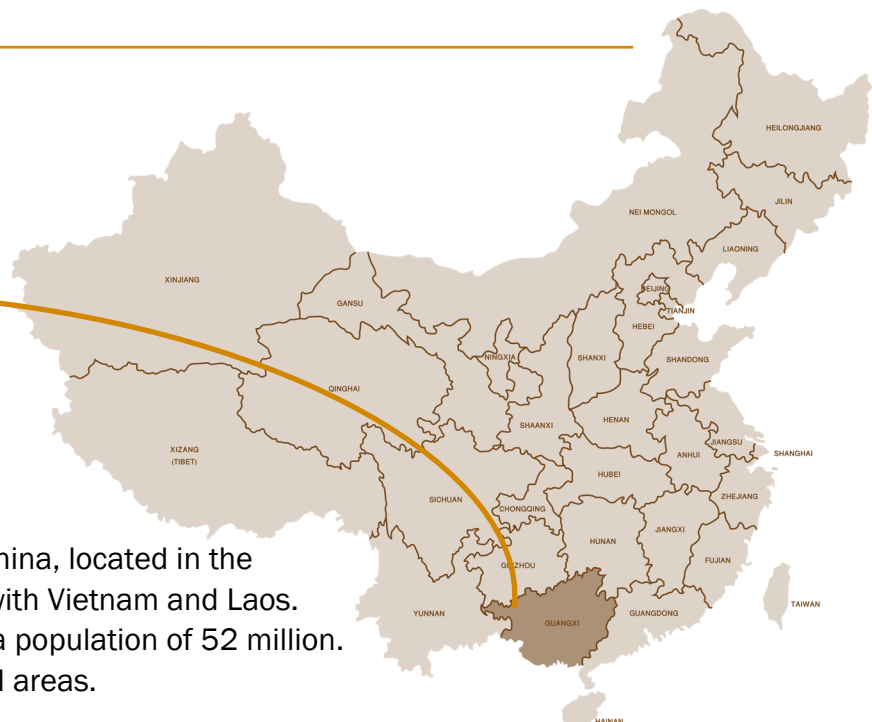 HEILONGJIANG
JILIN
NEI MONGOL
LIAONING
XINJIANG
BEIJING
GANSU
TIANJIN
HEBEI
NINGXIA
SHANXI
SHANDONG
QINGHAI
HENAN
SHAANXI
JIANGSU
XIZANG
(TIBET)
ANHUI
SHANGHAI
HUBEI
SICHUAN
ZHEJIANG
CHONGQING
JIANGXI
HUNAN
FUJIAN
GUIZHOU
TAIWAN
YUNNAN
GUANGDONG
GUANGXI
HAINAN
hina, located in the
with Vietnam and Laos.
a population of 52 million.
l areas.